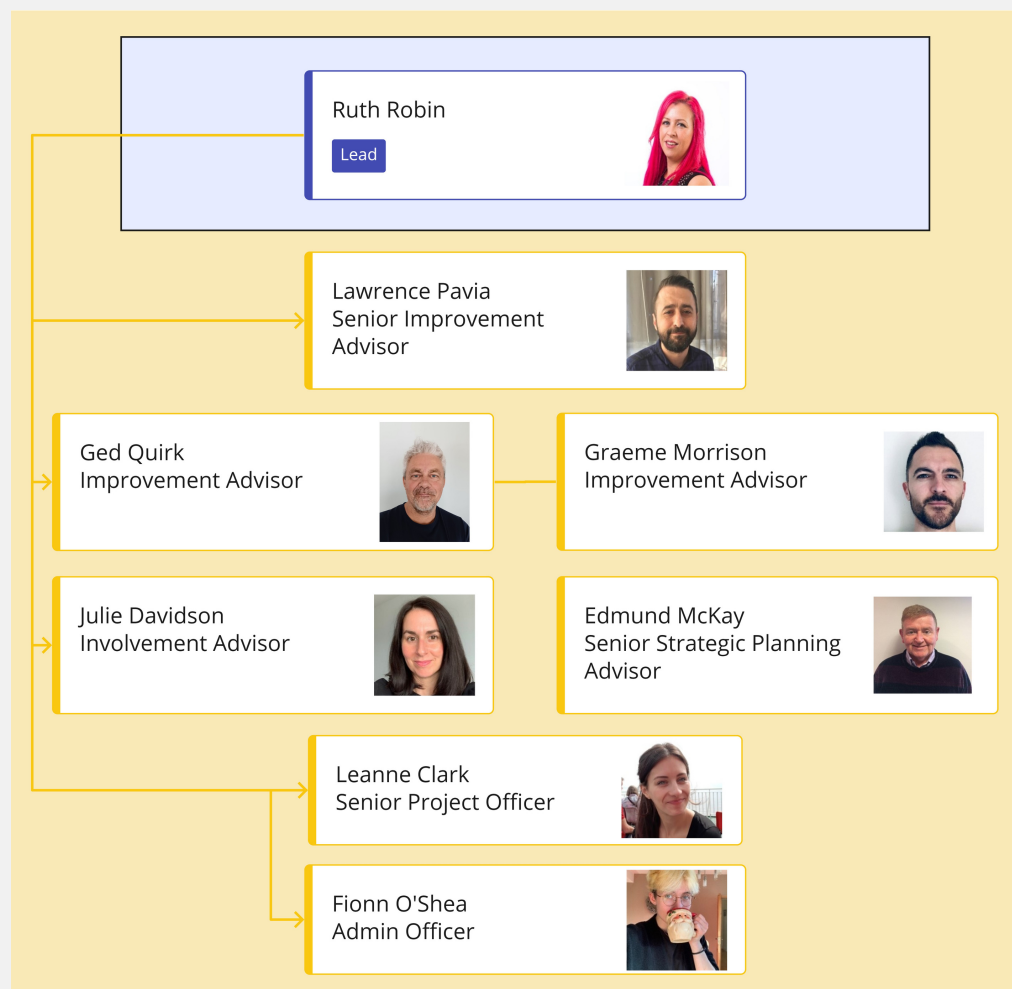 Ruth Robin
Lead
Lawrence Pavia
Senior Improvement
Advisor
Ged Quirk
Improvement Advisor
Graeme Morrison
Improvement Advisor
Julie Davidson
Involvement Advisor
Edmund McKay
Senior Strategic Planning
Advisor
Leanne Clark
Senior Project Officer
Fionn O'Shea
Admin Officer